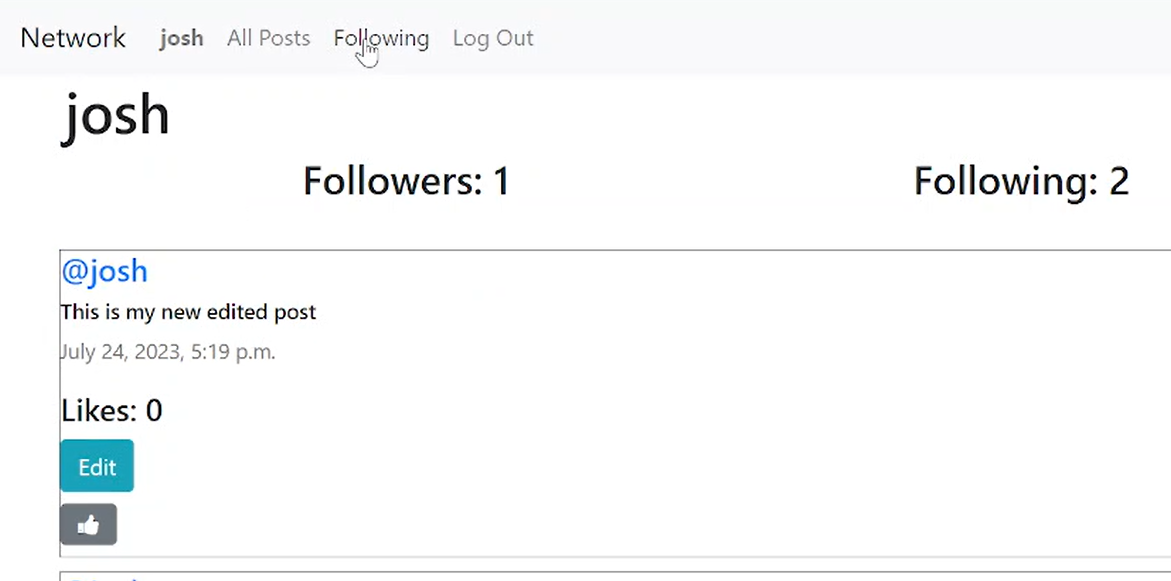 Network josh All Posts Following Log Out
josh
Followers: 1 Following: 2
@josh
This is my new edited post
July 24, 2023, 5:19 p.m.
Likes: 0
Edit